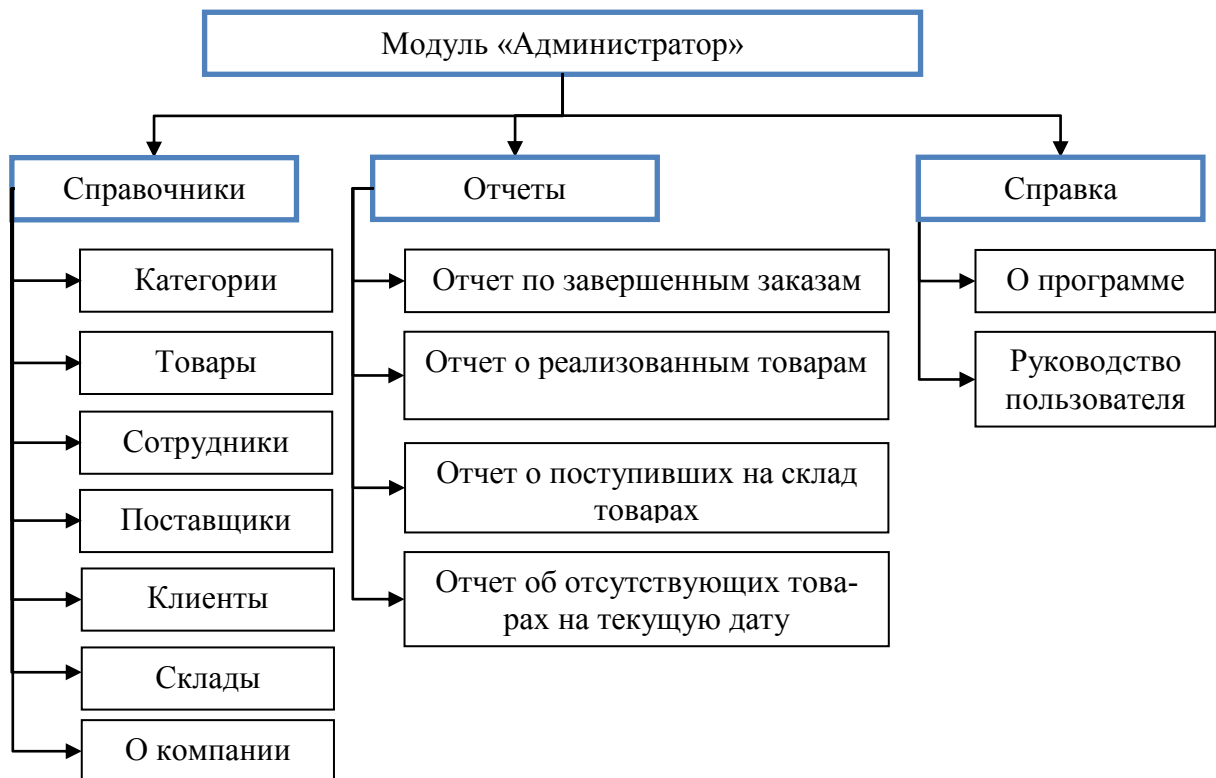 Модуль «Администратор»
Справочники
Отчеты
Справка
Категории
Товары
Сотрудники
Поставщики
Клиенты
Склады
О компании
Отчет по завершенным заказам
Отчет о реализованным товарам
Отчет о поступивших на склад
товарах
Отчет об отсутствующих това-
рах на текущую дату
О программе
Руководство
пользователя